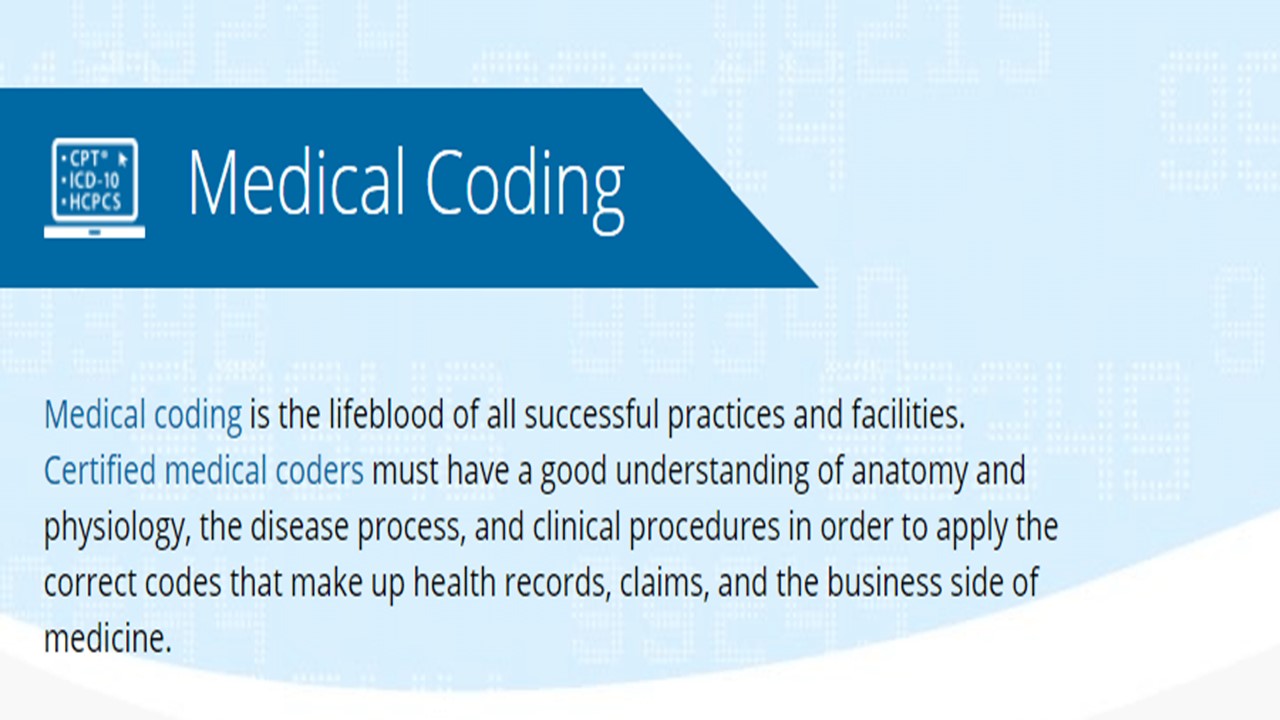 • CPT®
• ICD-10
• HCPCS
Medical Coding
Medical coding is the lifeblood of all successful practices and facilities.
Certified medical coders must have a good understanding of anatomy and
physiology, the disease process, and clinical procedures in order to apply the
correct codes that make up health records, claims, and the business side of
medicine.